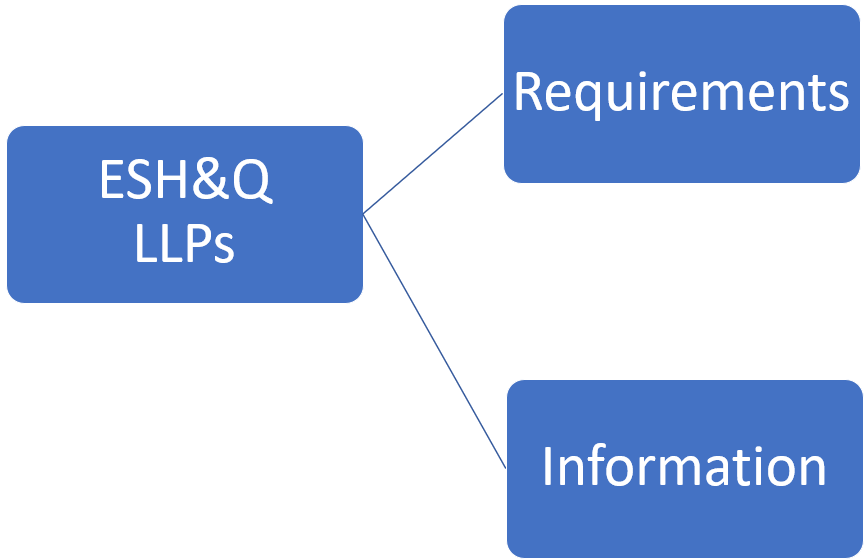 ESH&Q
LLPs
Requirements
Information